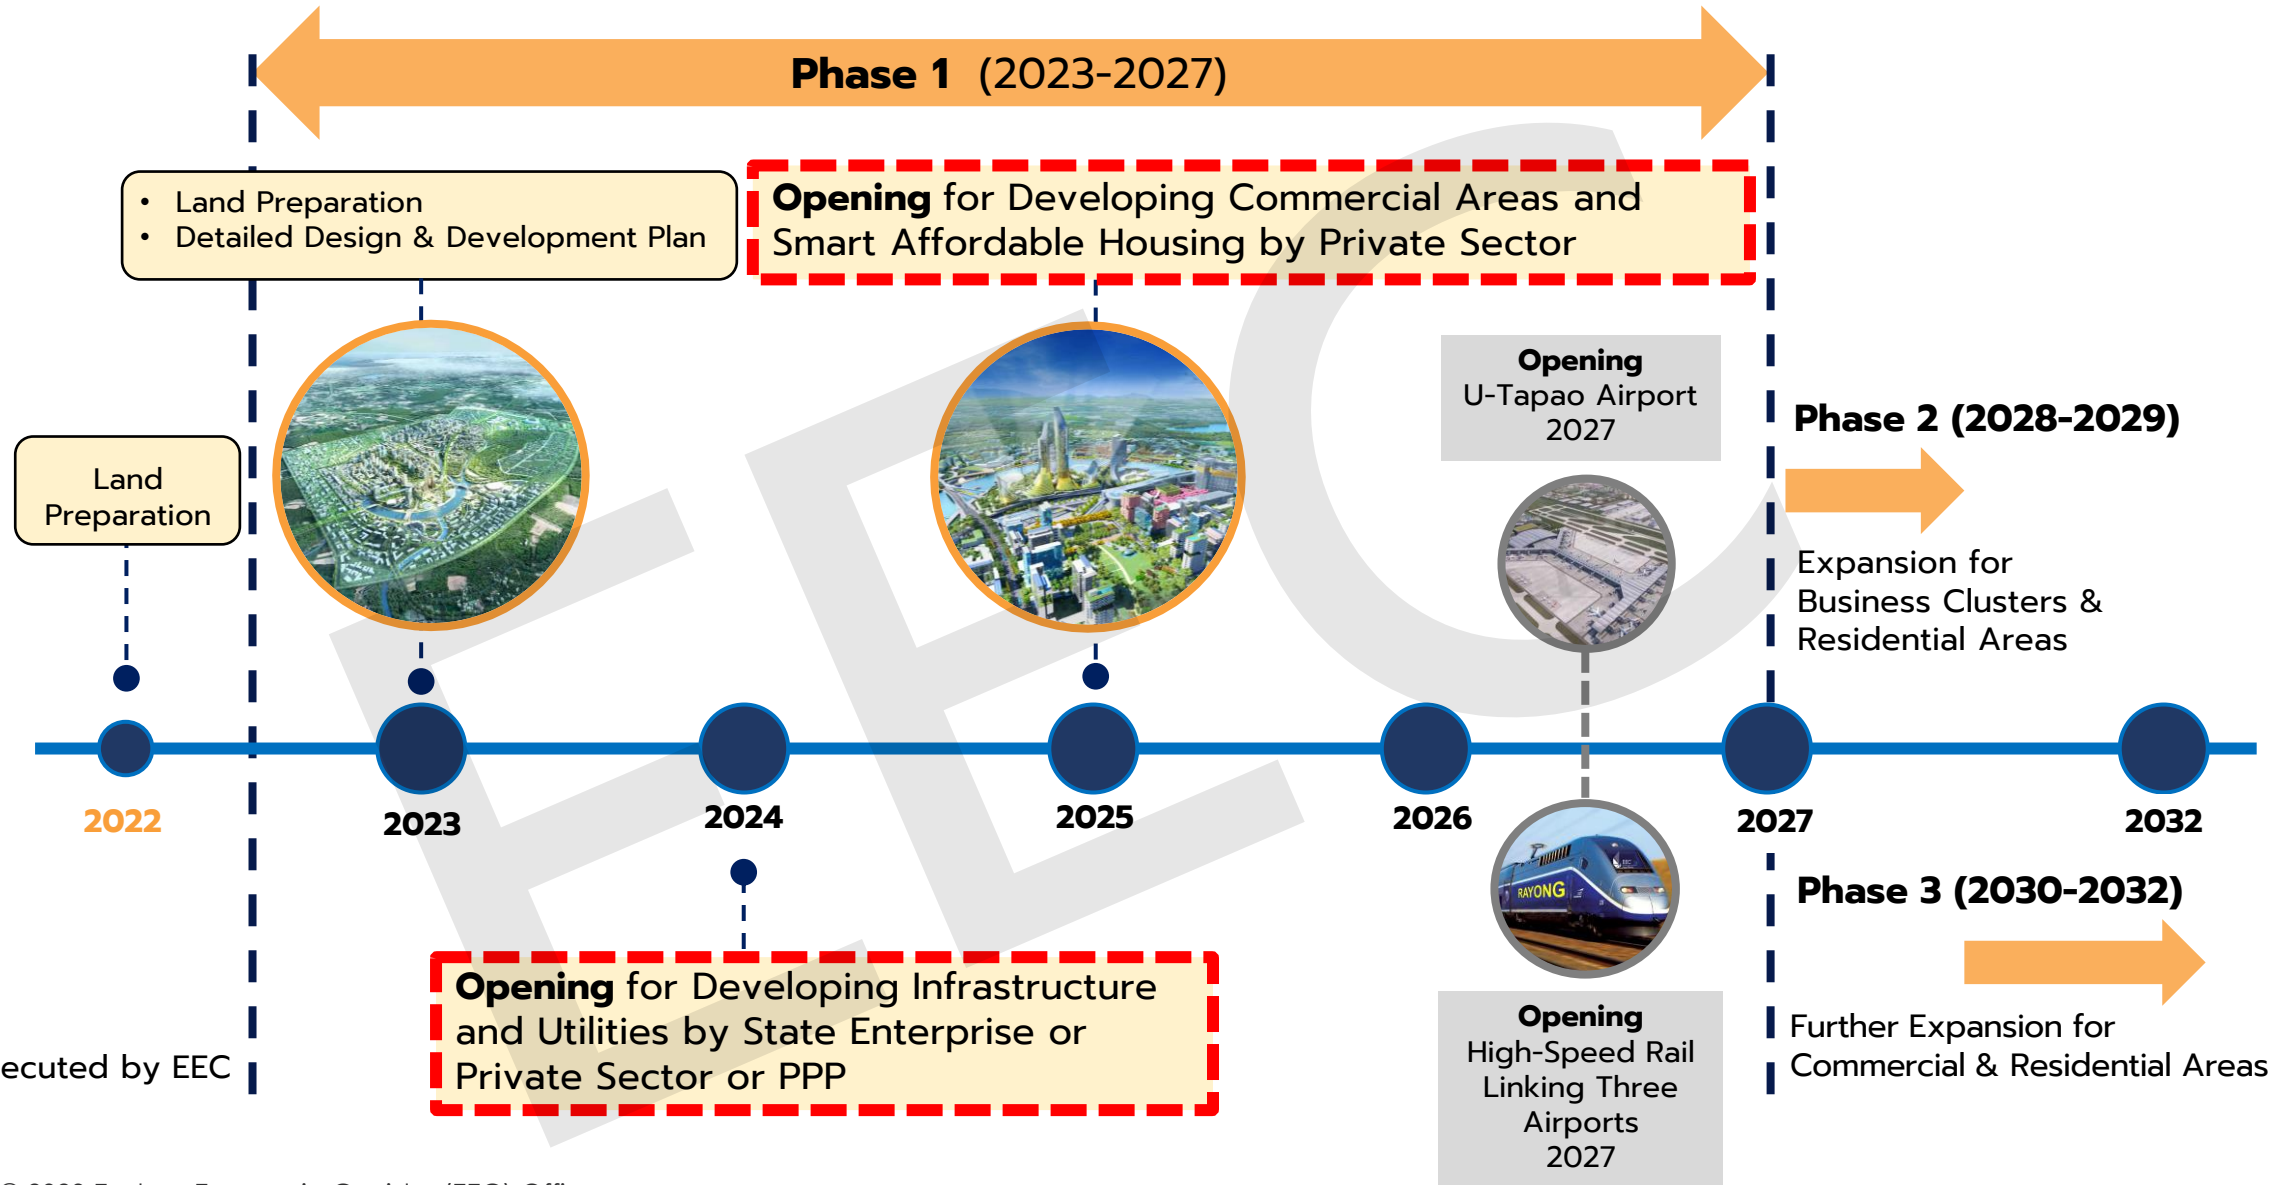 Phase 1 (2023-2027)
• Land Preparation
• Detailed Design & Development Plan
Opening for Developing Commercial Areas and
Smart Affordable Housing by Private Sector
Opening
U-Tapao Airport
2027
Phase 2 (2028-2029)
Land
Preparation
Expansion for
Business Clusters &
Residential Areas
EEC
2022
2023
2024
2025
2026
2027
2032
RAYONG
Phase 3 (2030-2032)
Opening for Developing Infrastructure
and Utilities by State Enterprise or
Private Sector or PPP
Opening
High-Speed Rail
Linking Three
Airports
2027
Further Expansion for
Commercial & Residential Areas
ecuted by EEC